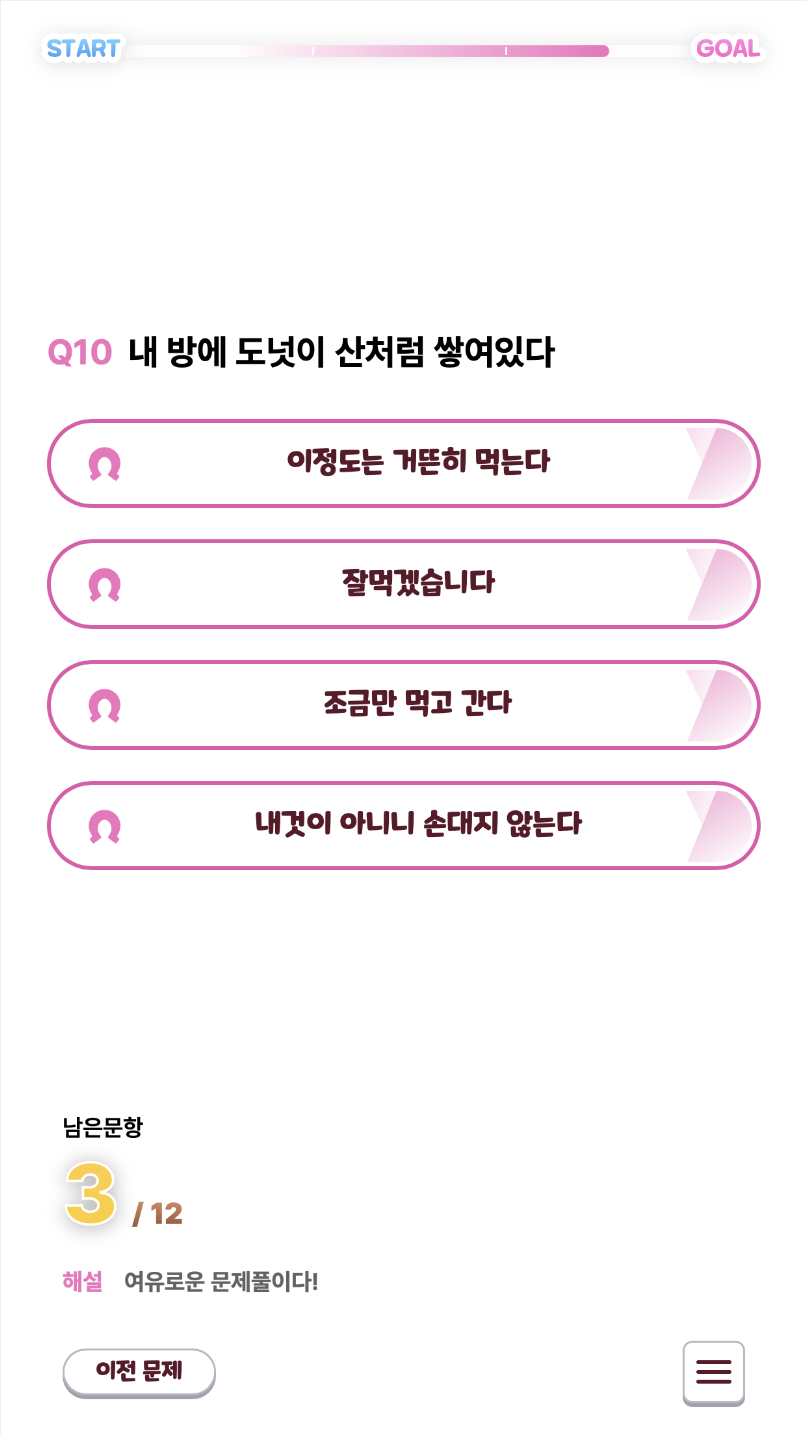 START GOAL
Q10 내 방에 도넛이 산처럼 쌓여있다
이정도는 거뜬히 먹는다
잘먹겠습니다
조금만 먹고 간다
내것이 아니니 손대지 않는다
남은문항
3 / 12
해설 여유로운 문제풀이다!
이전 문제